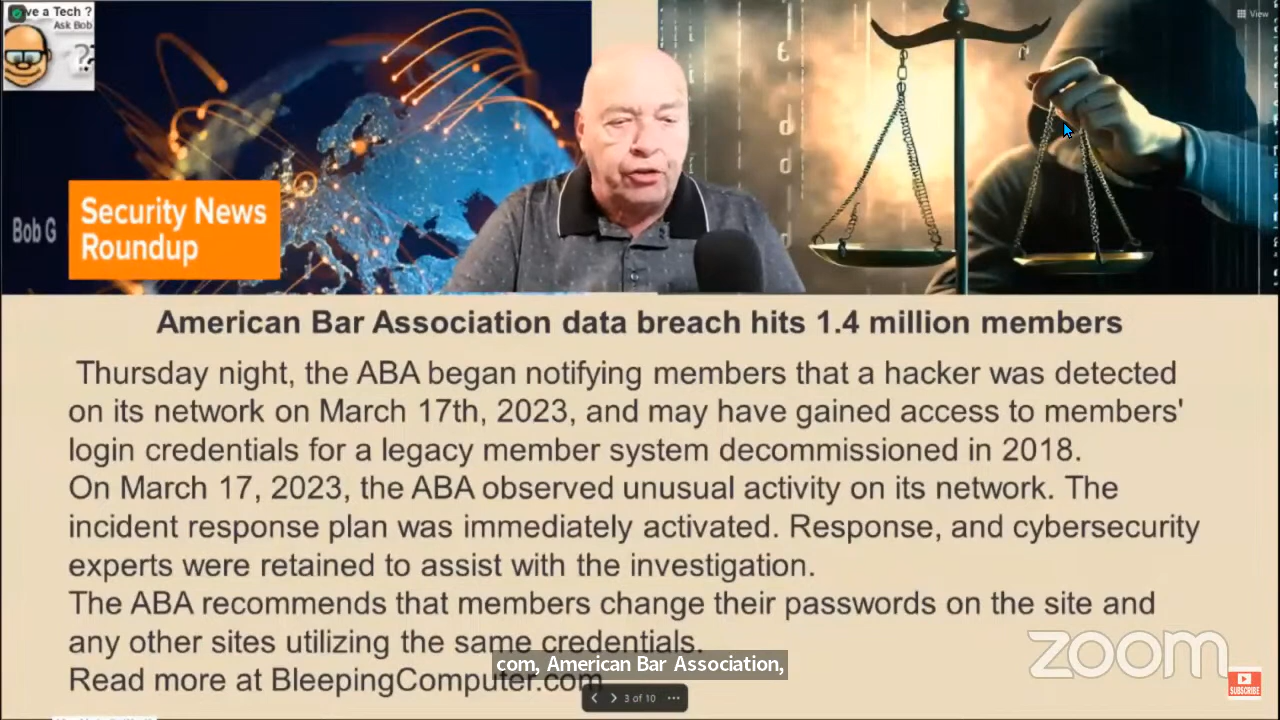 ve a Tech ?
Ask Bob
View
Bob G
Security News
Roundup
American Bar Association data breach hits 1.4 million members
Thursday night, the ABA began notifying members that a hacker was detected
on its network on March 17th, 2023, and may have gained access to members'
login credentials for a legacy member system decommissioned in 2018.
On March 17, 2023, the ABA observed unusual activity on its network. The
incident response plan was immediately activated. Response, and cybersecurity
experts were retained to assist with the investigation.
The ABA recommends that members change their passwords on the site and
any other sites utilizing the same credentials.
com, American Bar Association,
Read more at BleepingComputer.com
3 of 10
zoom
SUBSCRIBE